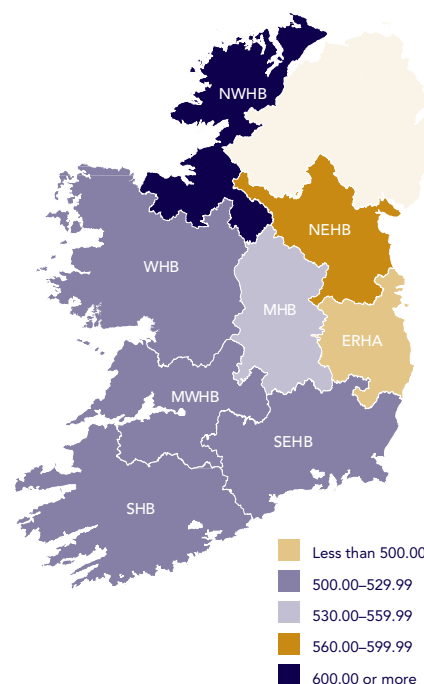 NWHB
NEHB
WHB
MHB
ERHA
MWHB
SEHB
SHB
Less than 500.00
500.00–529.99
530.00–559.99
560.00–599.99
600.00 or more